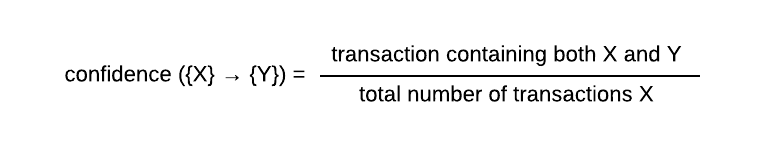 transaction containing both X and Y
confidence ({X} → {Y}) =
total number of transactions X